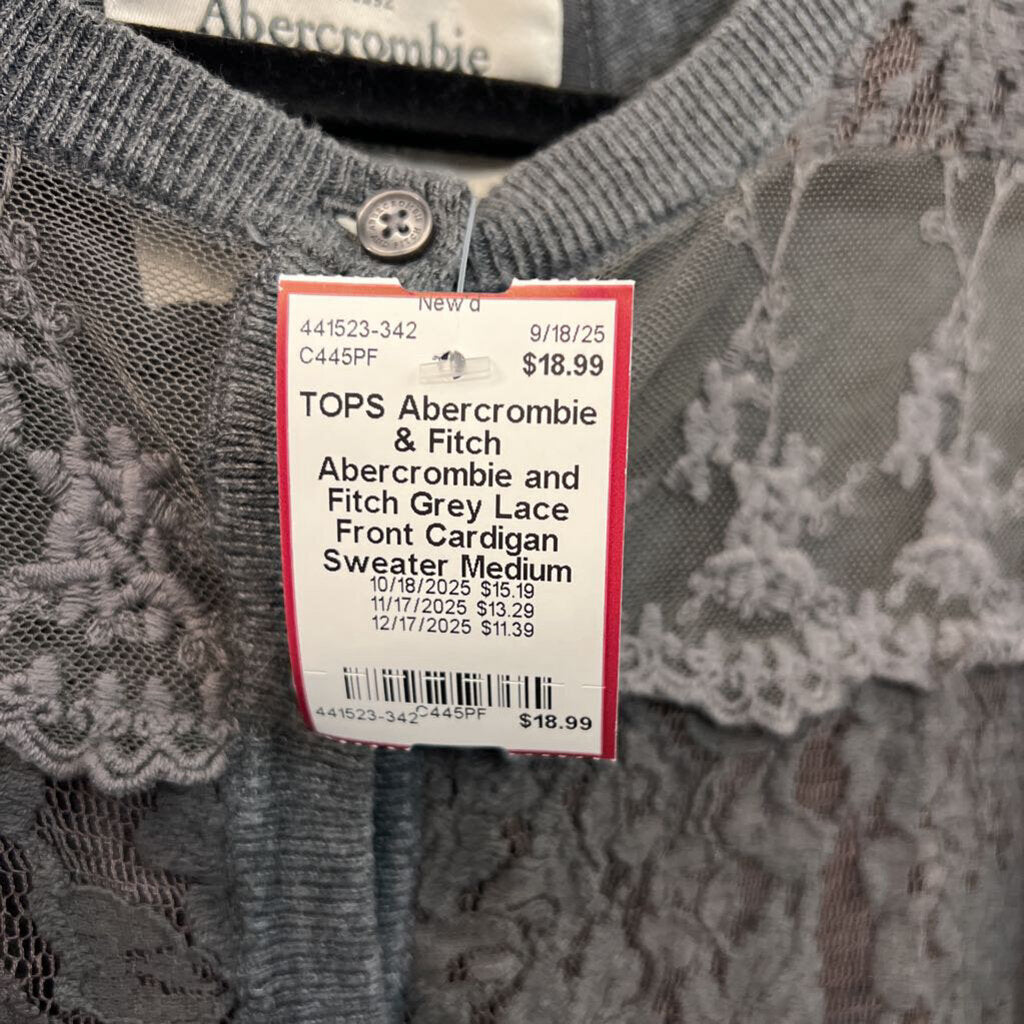 Abercrombie
New'd
441523-342 9/18/25
C445PF $18.99
TOPS Abercrombie
& Fitch
Abercrombie and
Fitch Grey Lace
Front Cardigan
Sweater Medium
10/18/2025 $15.19
11/17/2025 $13.29
12/17/2025 $11.39
441523-342 C445PF $18.99